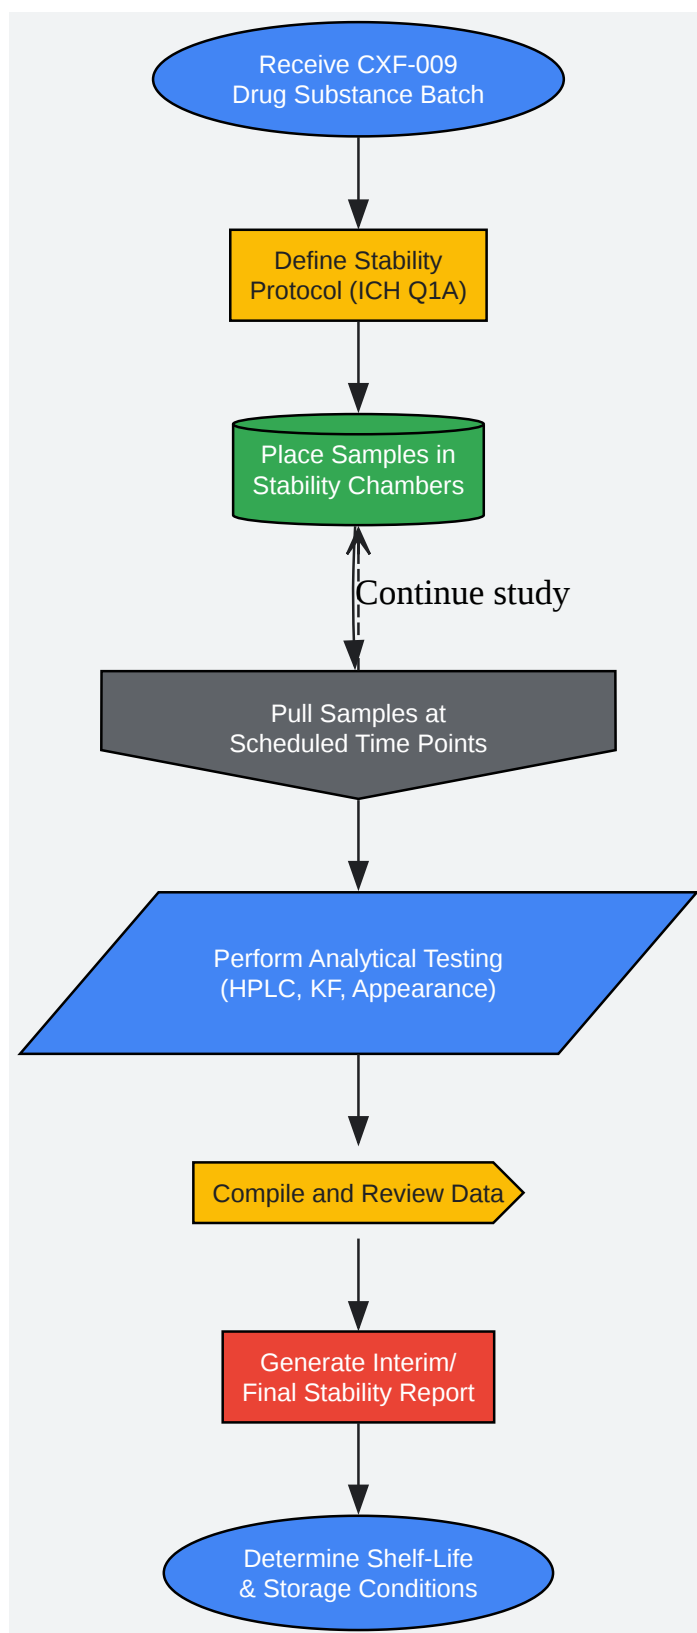 Receive CXF-009
Drug Substance Batch
Define Stability
Protocol (ICH Q1A)
Place Samples in
Stability Chambers
Continue study
Pull Samples at
Scheduled Time Points
Perform Analytical Testing
(HPLC, KF, Appearance)
Compile and Review Data
Generate Interim/
Final Stability Report
Determine Shelf-Life
& Storage Conditions